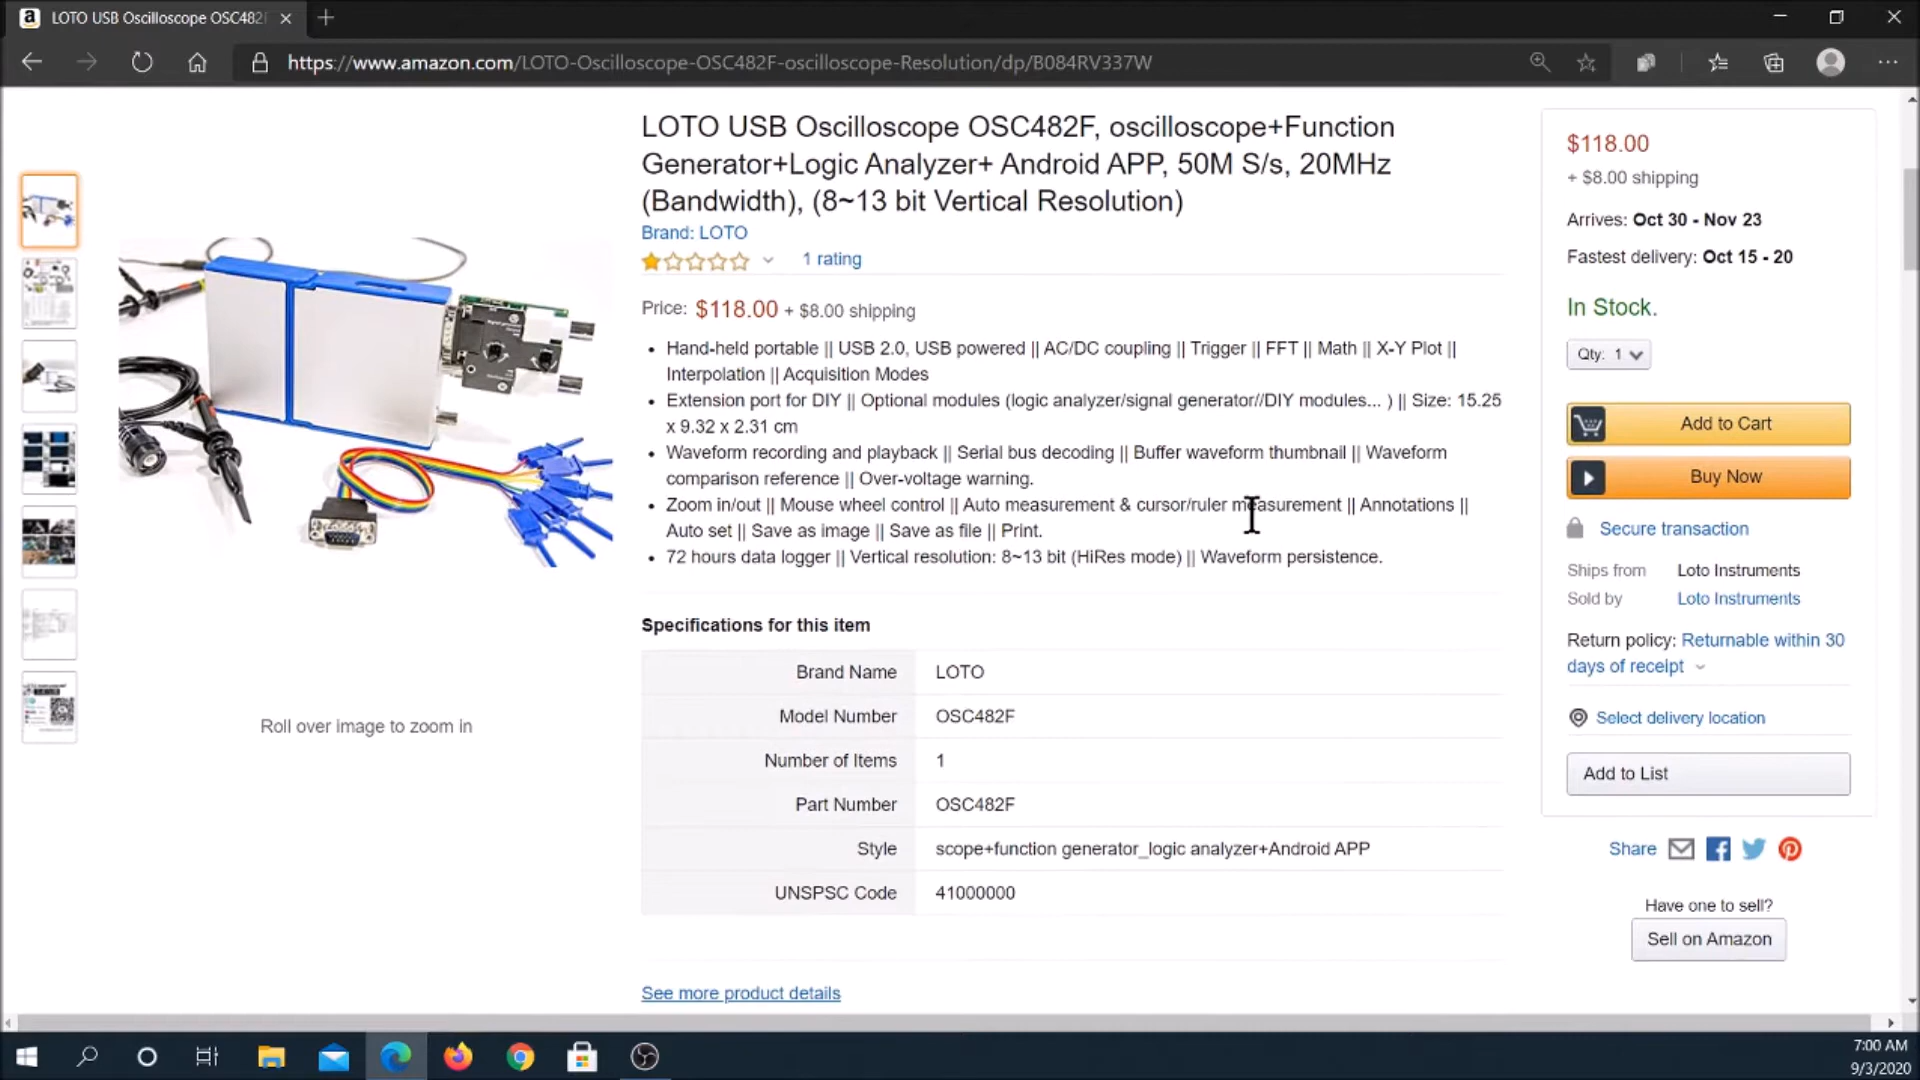 LOTO USB Oscilloscope OSC482F
https://www.amazon.com/LOTO-Oscilloscope-OSC482F-oscilloscope-Resolution/dp/B084RV337W
LOTO USB Oscilloscope OSC482F, oscilloscope+Function
Generator+Logic Analyzer+ Android APP, 50M S/s, 20MHz
(Bandwidth), (8~13 bit Vertical Resolution)
Brand: LOTO
1 rating
Price: $118.00 + $8.00 shipping
• Hand-held portable || USB 2.0, USB powered || AC/DC coupling || Trigger || FFT || Math || X-Y Plot ||
Interpolation || Acquisition Modes
• Extension port for DIY || Optional modules (logic analyzer/signal generator//DIY modules... ) || Size: 15.25
x 9.32 x 2.31 cm
• Waveform recording and playback || Serial bus decoding || Buffer waveform thumbnail || Waveform
comparison reference || Over-voltage warning.
• Zoom in/out || Mouse wheel control || Auto measurement & cursor/ruler measurement || Annotations ||
Auto set || Save as image || Save as file || Print.
• 72 hours data logger || Vertical resolution: 8~13 bit (HiRes mode) || Waveform persistence.
Roll over image to zoom in
Specifications for this item
Brand Name LOTO
Model Number OSC482F
Number of Items 1
Part Number OSC482F
Style scope+function generator_logic analyzer+Android APP
UNSPSC Code 41000000
See more product details
$118.00
+ $8.00 shipping
Arrives: Oct 30 - Nov 23
Fastest delivery: Oct 15 - 20
In Stock.
Qty: 1
Add to Cart
Buy Now
Secure transaction
Ships from Loto Instruments
Sold by Loto Instruments
Return policy: Returnable within 30
days of receipt
Select delivery location
Add to List
Share
Have one to sell?
Sell on Amazon
7:00 AM
9/3/2020